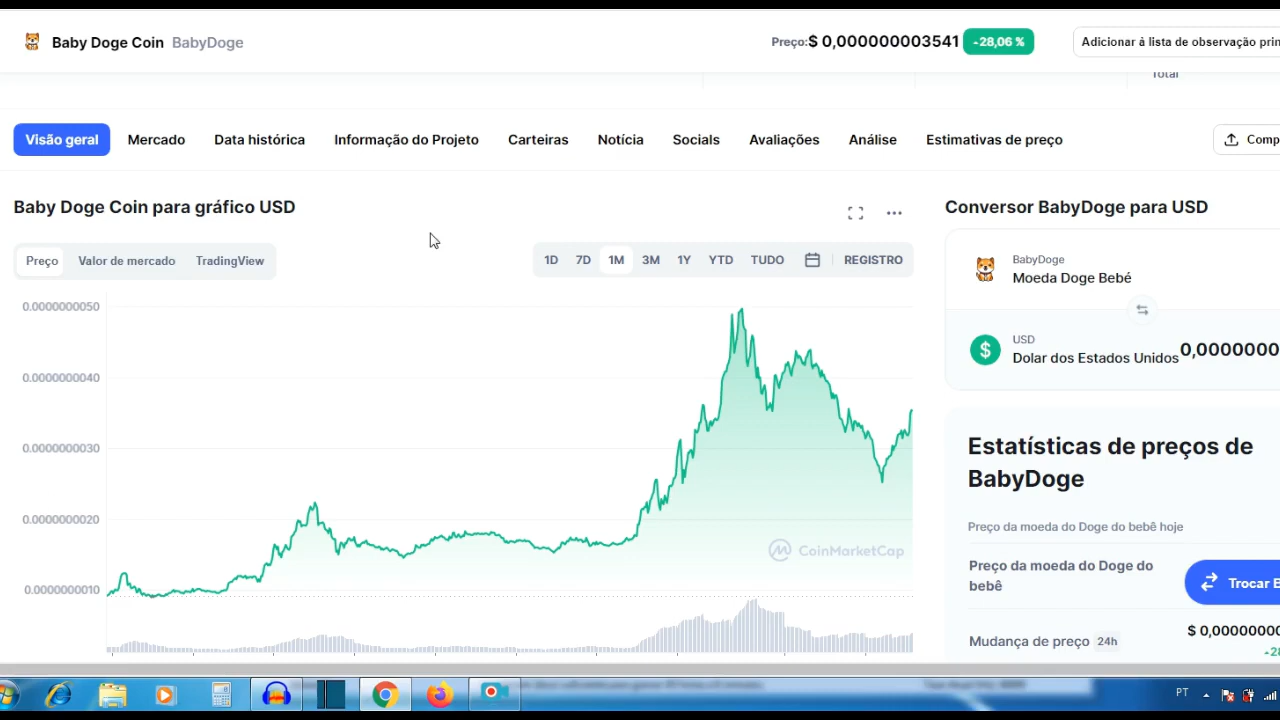 Baby Doge Coin BabyDoge
Preço:$ 0,000000003541 -28,06 %
Adicionar à lista de observação prin
Total
Visão geral Mercado Data histórica Informação do Projeto Carteiras Notícia Socials Avaliações Análise Estimativas de preço
Comp
Baby Doge Coin para gráfico USD
Preço Valor de mercado TradingView
1D 7D 1M 3M 1Y YTD TUDO REGISTRO
0.0000000050
0.0000000040
0.0000000030
0.0000000020
0.0000000010
CoinMarketCap
Conversor BabyDoge para USD
BabyDoge
Moeda Doge Bebé
USD
Dolar dos Estados Unidos 0,0000000
Estatísticas de preços de
BabyDoge
Preço da moeda do Doge do bebê hoje
Preço da moeda do Doge do
bebê
Trocar B
$ 0,00000000
Mudança de preço 24h
28
PT